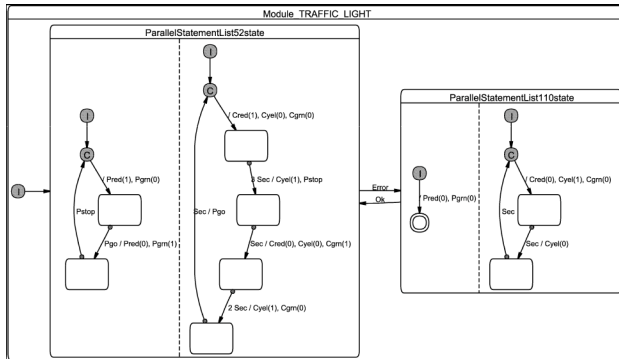 Module TRAFFIC_LIGHT
ParallelStatementList52state
I
C
/ Cred(1), Cyel(0), Cgrn(0)
3 Sec / Cyel(1), Pstop
Sec / Pgo
Sec / Cred(0), Cyel(0), Cgrn(1)
2 Sec / Cyel(1), Cgrn(0)
I
C
/ Pred(1), Pgrn(0)
Pstop
Pgo / Pred(0), Pgrn(1)
I
Error
Ok
ParallelStatementList110state
I
/ Pred(0), Pgrn(0)
I
C
/ Cred(0), Cyel(1), Cgrn(0)
Sec
Sec / Cyel(0)